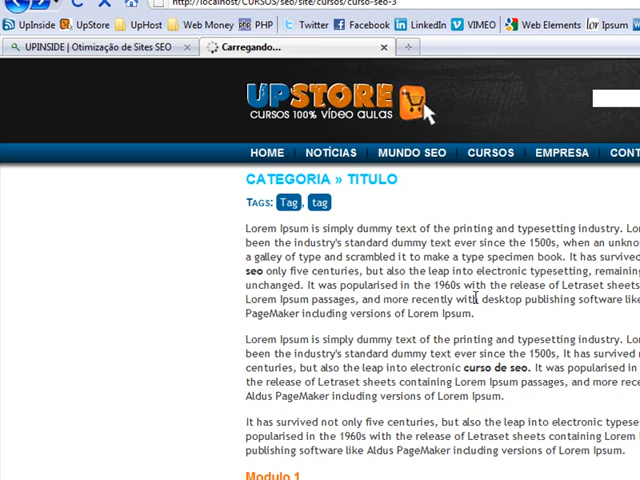 http://localhost/CURSOS/seo/site/cursos/curso-seo-3
UpInside UpStore UpHost Web Money PHP Twitter Facebook LinkedIn VIMEO Web Elements Lorem Ipsum
UPINSIDE | Otimização de Sites SEO Carregando...
UPSTORE
CURSOS 100% VÍDEO AULAS
HOME NOTÍCIAS MUNDO SEO CURSOS EMPRESA CONT
CATEGORIA » TITULO
TAGS: Tag, tag
Lorem Ipsum is simply dummy text of the printing and typesetting industry. Lor
been the industry's standard dummy text ever since the 1500s, when an unkno
a galley of type and scrambled it to make a type specimen book. It has survived
seo only five centuries, but also the leap into electronic typesetting, remaining
unchanged. It was popularised in the 1960s with the release of Letraset sheets
Lorem Ipsum passages, and more recently with desktop publishing software like
PageMaker including versions of Lorem Ipsum.
Lorem Ipsum is simply dummy text of the printing and typesetting industry. Lor
been the industry's standard dummy text ever since the 1500s, It has survived
centuries, but also the leap into electronic curso de seo. It was popularised in
the release of Letraset sheets containing Lorem Ipsum passages, and more rece
Aldus PageMaker including versions of Lorem Ipsum.
It has survived not only five centuries, but also the leap into electronic typese
popularised in the 1960s with the release of Letraset sheets containing Lorem I
publishing software like Aldus PageMaker including versions of Lorem Ipsum.
Modulo 1